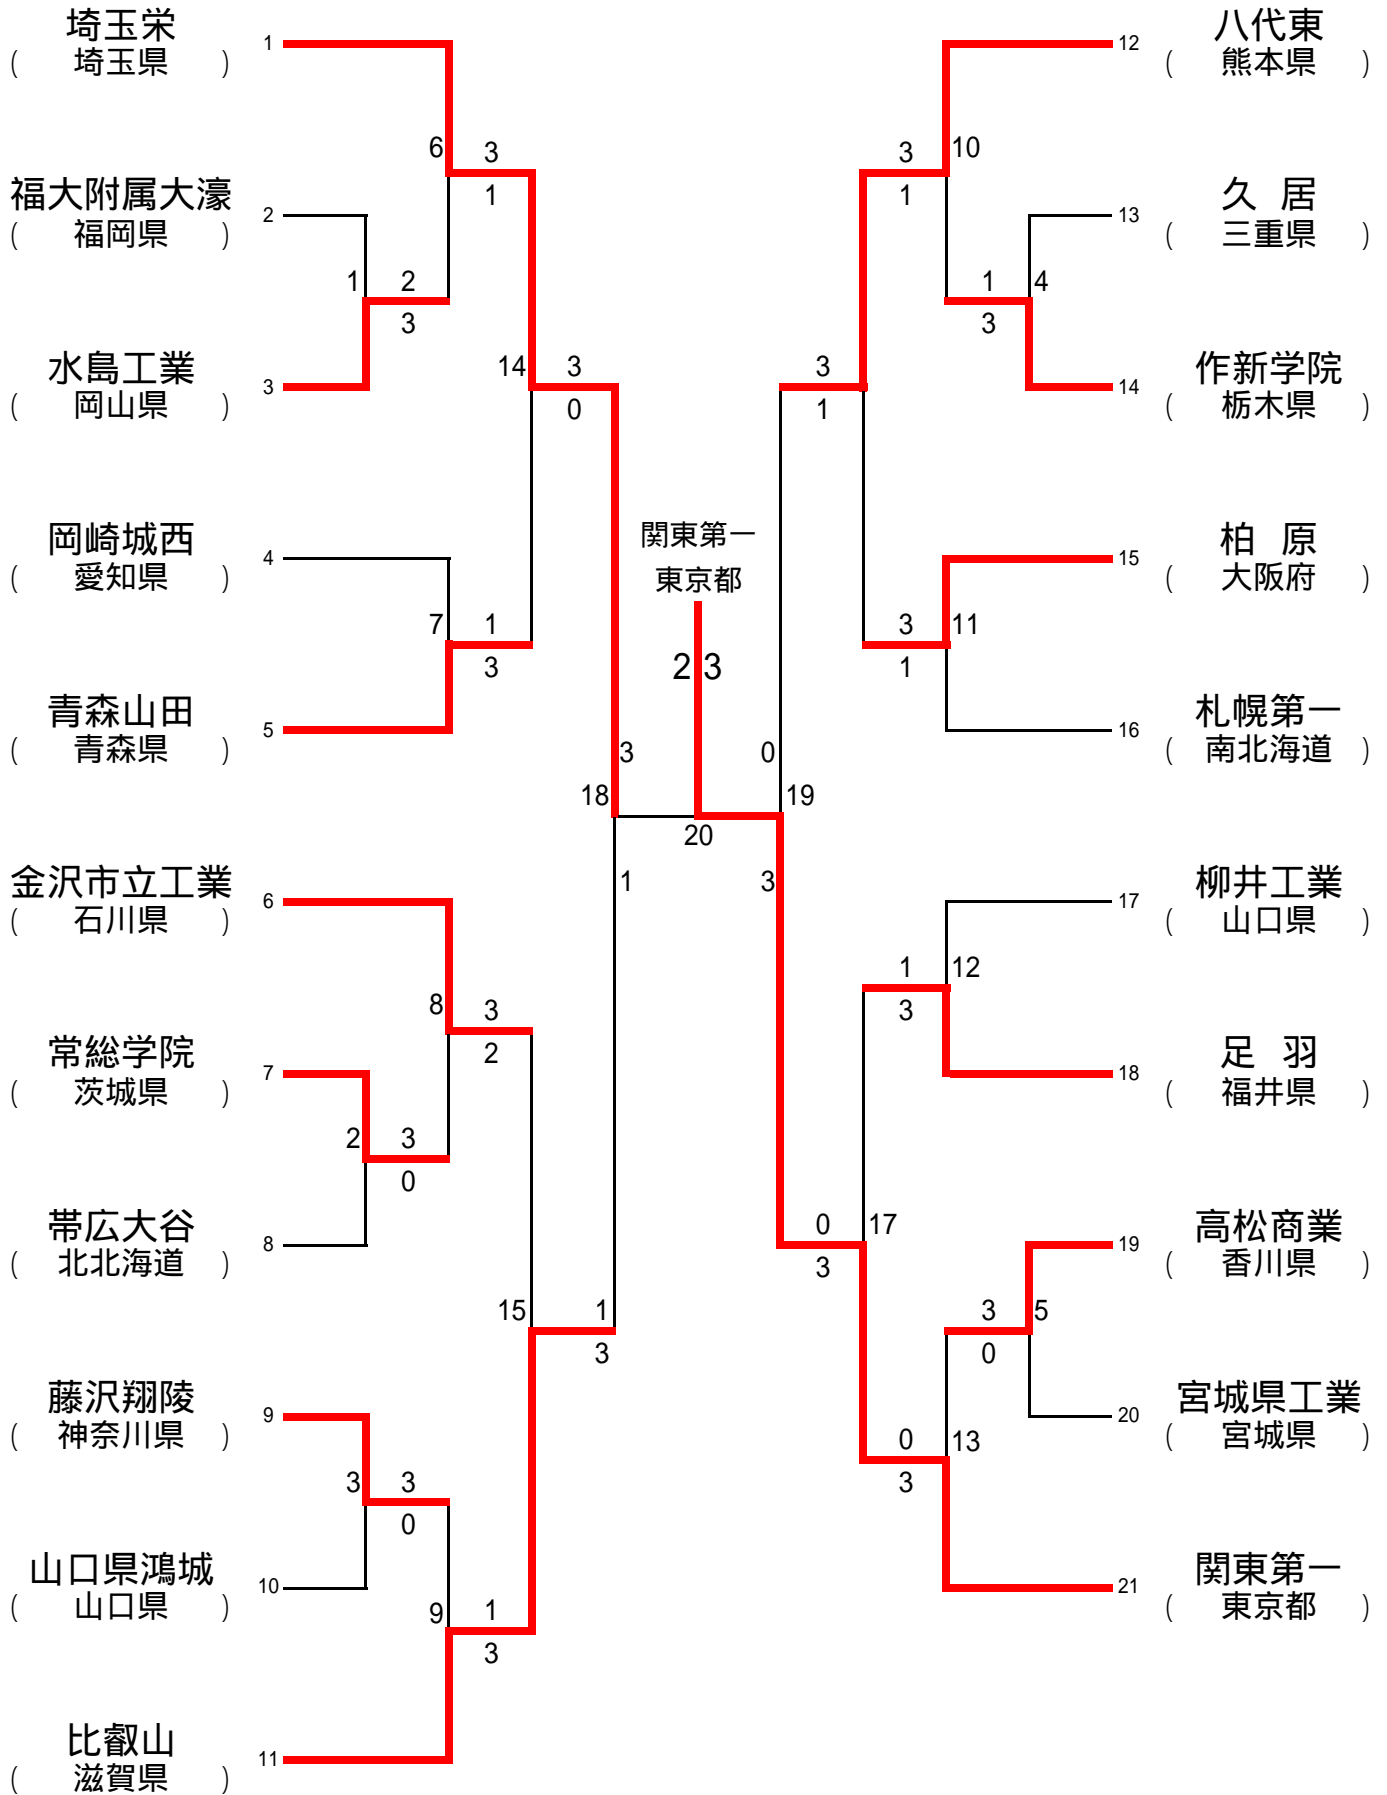 埼玉栄
( 埼玉県 )
1
福大附属大濠
( 福岡県 )
2
水島工業
( 岡山県 )
3
岡崎城西
( 愛知県 )
4
青森山田
( 青森県 )
5
金沢市立工業
( 石川県 )
6
常総学院
( 茨城県 )
7
帯広大谷
( 北北海道 )
8
藤沢翔陵
( 神奈川県 )
9
山口県鴻城
( 山口県 )
10
比叡山
( 滋賀県 )
11
1
2
3
2
3
0
3
3
0
6
3
1
7
1
3
8
3
2
9
1
3
14
3
0
15
1
3
18
3
1
関東第一
東京都
2 3
20
19
0
3
3
1
17
0
3
10
3
1
11
3
1
12
1
3
13
0
3
4
1
3
5
3
0
12
八代東
( 熊本県 )
13
久 居
( 三重県 )
14
作新学院
( 栃木県 )
15
柏 原
( 大阪府 )
16
札幌第一
( 南北海道 )
17
柳井工業
( 山口県 )
18
足 羽
( 福井県 )
19
高松商業
( 香川県 )
20
宮城県工業
( 宮城県 )
21
関東第一
( 東京都 )